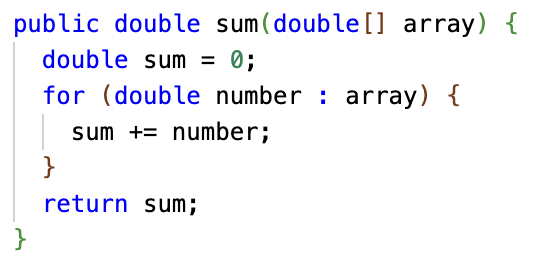 public double sum(double[] array) {
  double sum = 0;
  for (double number : array) {
    sum += number;
  }
  return sum;
}